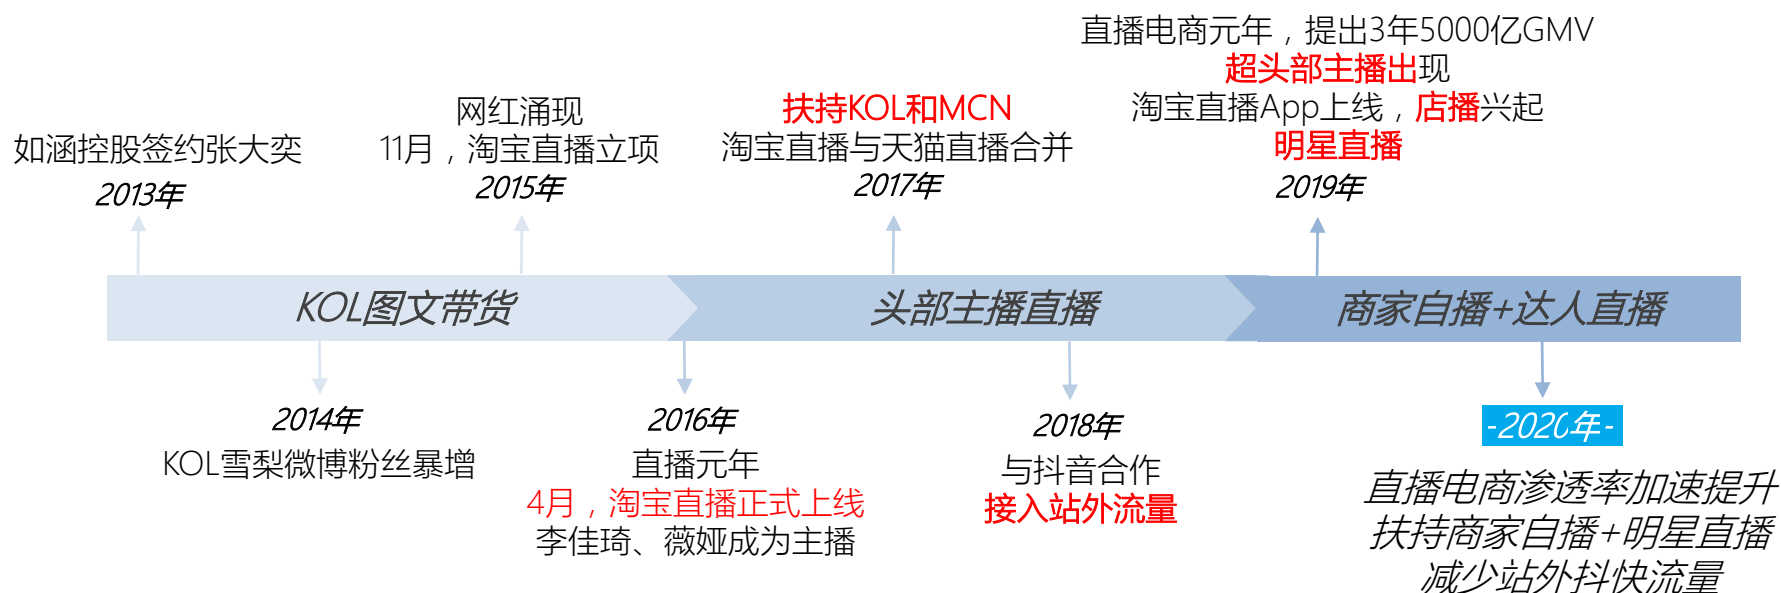 如涵控股签约张大奕
2013年
网红涌现
11月，淘宝直播立项
2015年
扶持KOL和MCN
淘宝直播与天猫直播合并
2017年
直播电商元年，提出3年5000亿GMV
超头部主播出现
淘宝直播App上线，店播兴起
明星直播
2019年
KOL图文带货
头部主播直播
商家自播+达人直播
2014年
KOL雪梨微博粉丝暴增
2016年
直播元年
4月，淘宝直播正式上线
李佳琦、薇娅成为主播
2018年
与抖音合作
接入站外流量
-2020年-
直播电商渗透率加速提升
扶持商家自播+明星直播
减少站外抖快流量